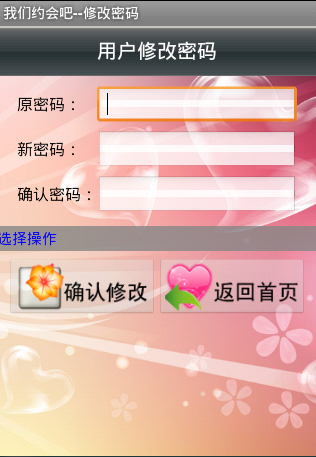 我们约会吧--修改密码
用户修改密码
原密码：
新密码：
确认密码：
选择操作
确认修改 返回首页